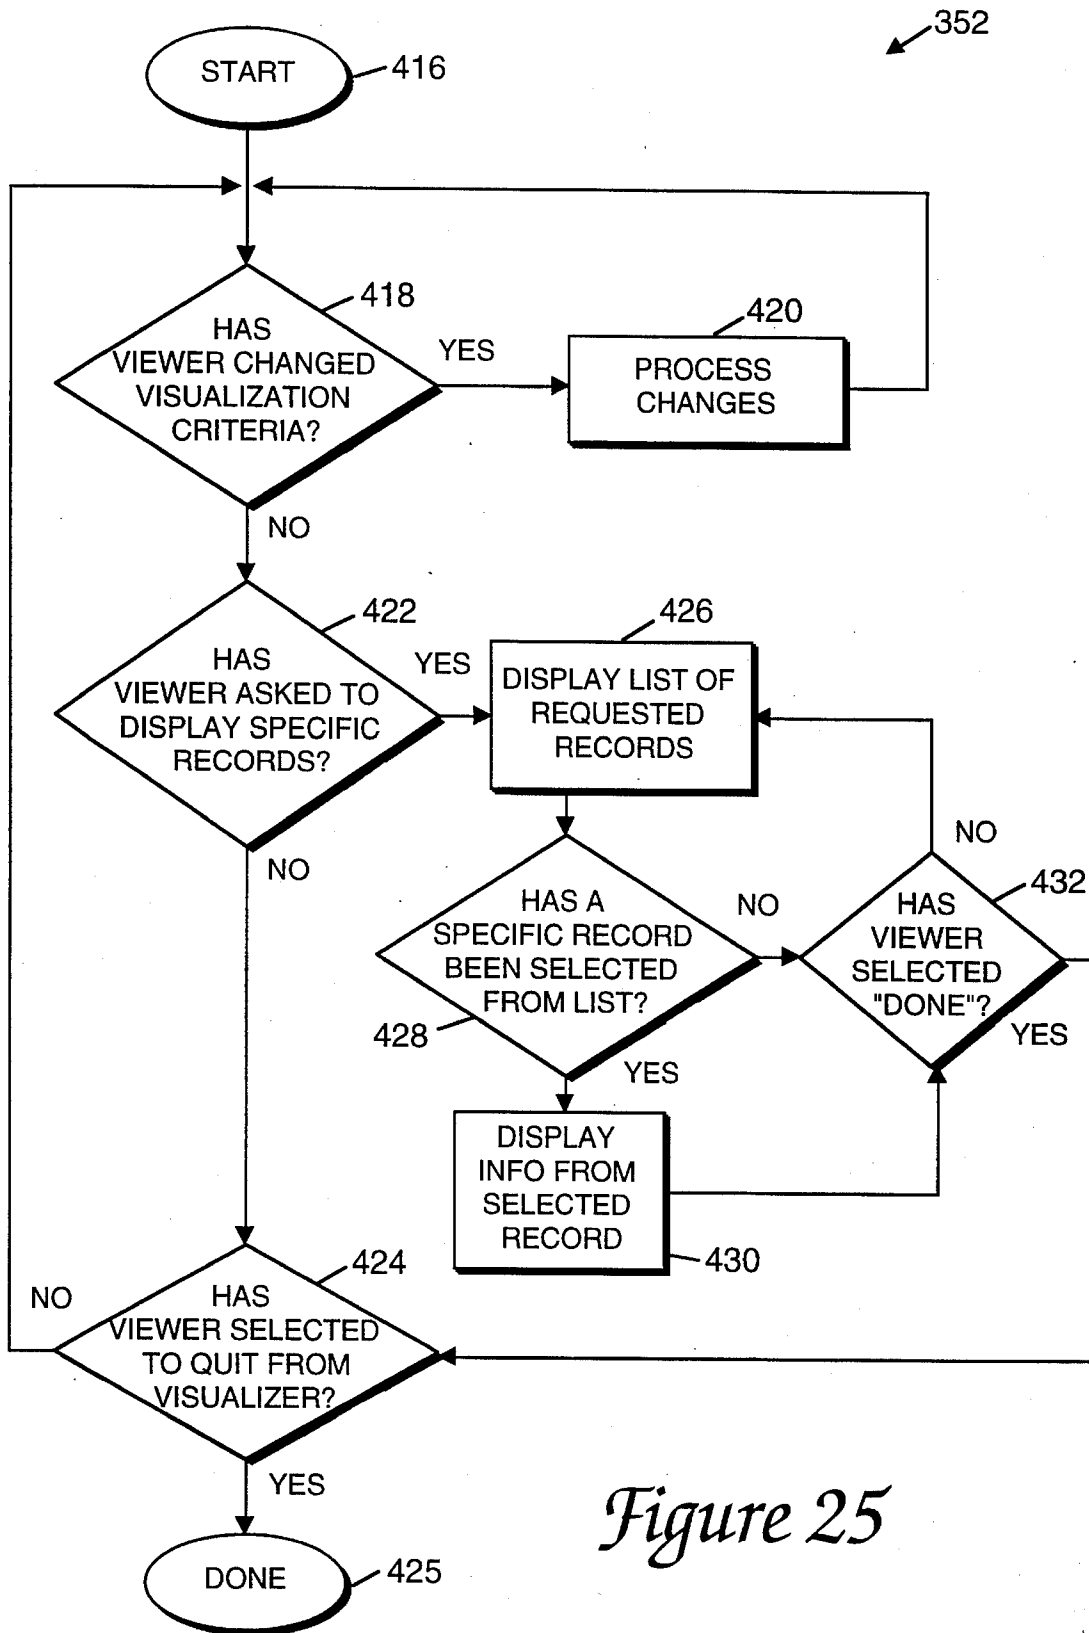 352
START
416
418
HAS
VIEWER CHANGED
VISUALIZATION
CRITERIA?
YES
420
PROCESS
CHANGES
NO
422
HAS
VIEWER ASKED TO
DISPLAY SPECIFIC
RECORDS?
YES
426
DISPLAY LIST OF
REQUESTED
RECORDS
NO
NO
428
HAS A
SPECIFIC RECORD
BEEN SELECTED
FROM LIST?
NO
432
HAS
VIEWER
SELECTED
"DONE"?
YES
YES
DISPLAY
INFO FROM
SELECTED
RECORD
430
424
HAS
VIEWER SELECTED
TO QUIT FROM
VISUALIZER?
NO
YES
DONE
425
Figure 25